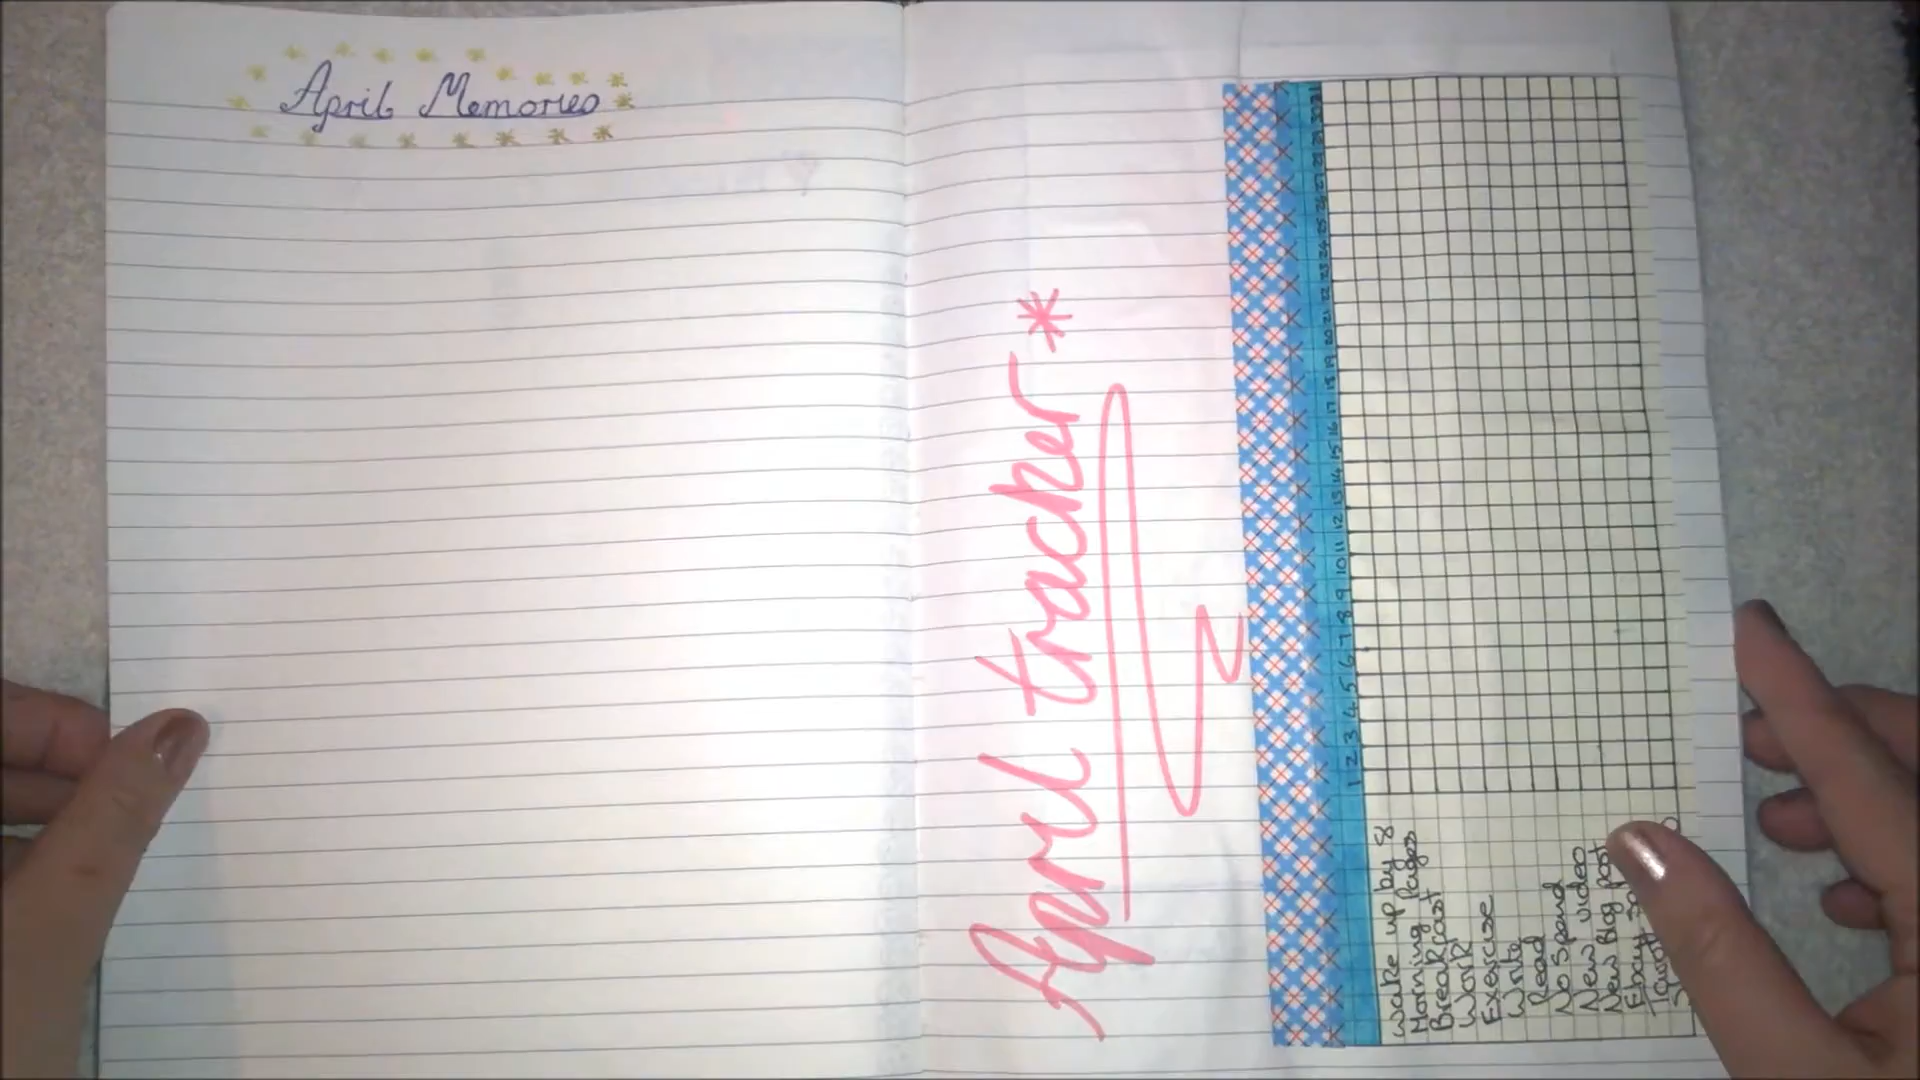 April Memories
April tracker *
1 2 3 4 5 6 7 8 9 10 11 12 13 14 15 16 17 18 19 20 21 22 23 24 25 26 27 28 29 30 31
Wake up by 8
Morning Pages
Breakfast
Work
Exercise
Write
Read
No Spend
New video
New Blog Post
Ebay